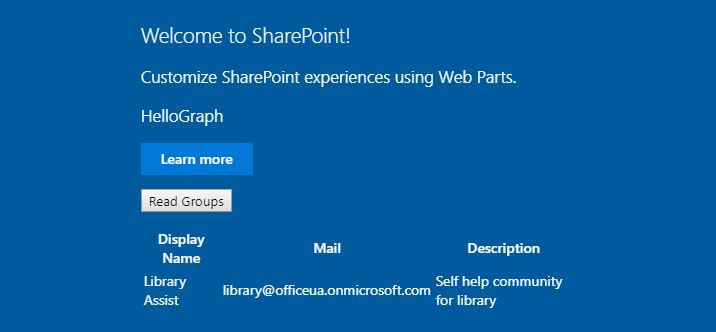 Welcome to SharePoint!
Customize SharePoint experiences using Web Parts.
HelloGraph
Learn more
Read Groups
Display Name Mail Description
Library Assist library@officeua.onmicrosoft.com Self help community for library